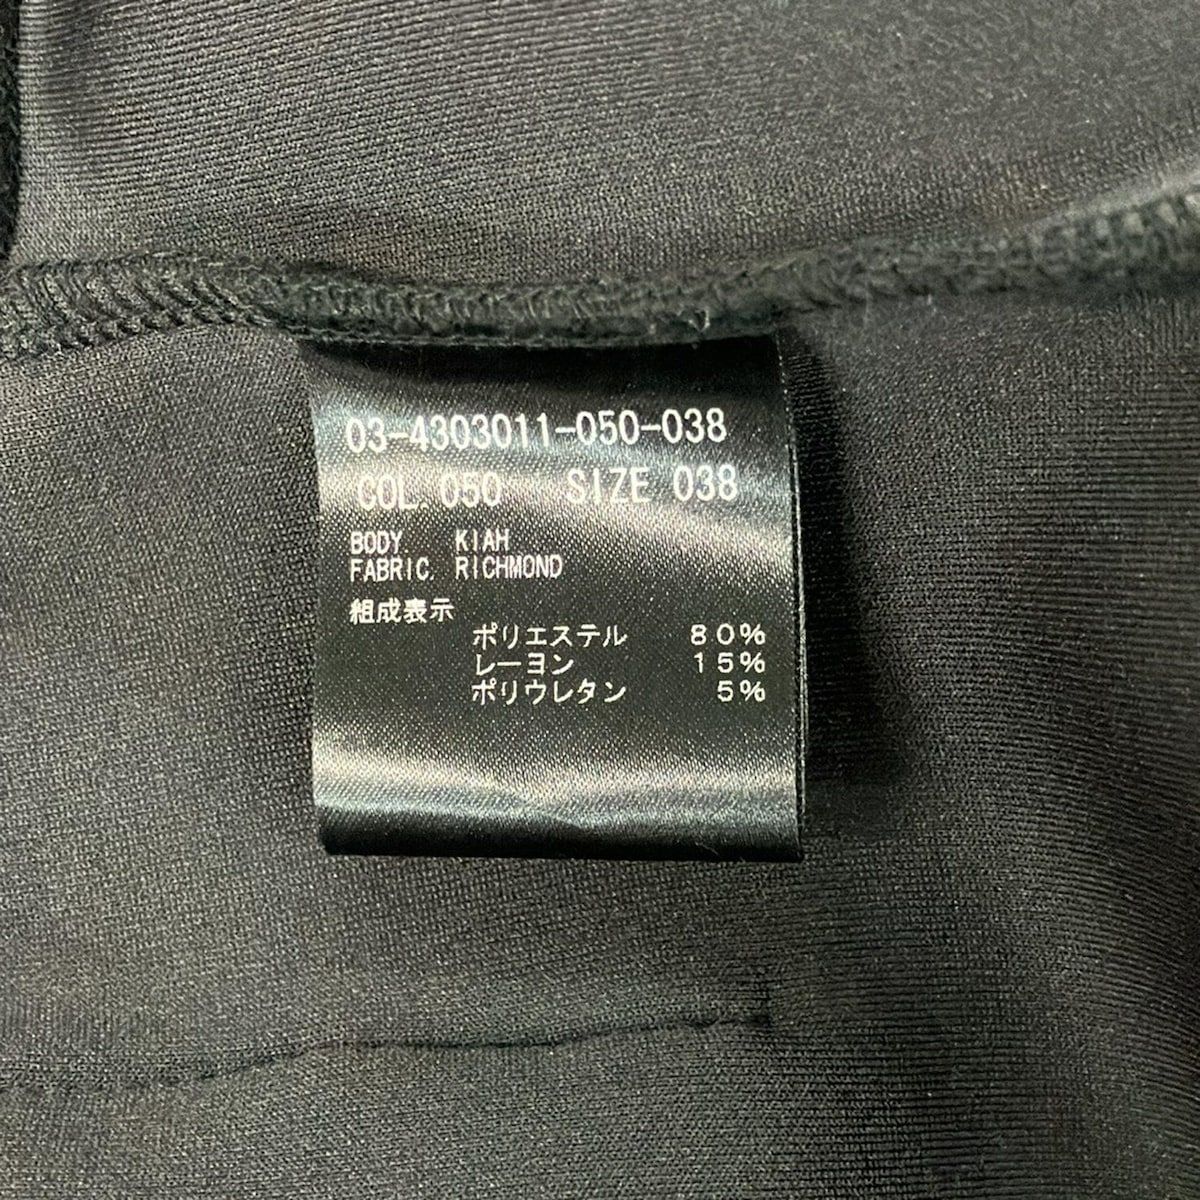 03-4303011-050-038
COL.050 SIZE 038
BODY KIAH
FABRIC. RICHMOND
組成表示
ポリエステル 80%
レーヨン 15%
ポリウレタン 5%